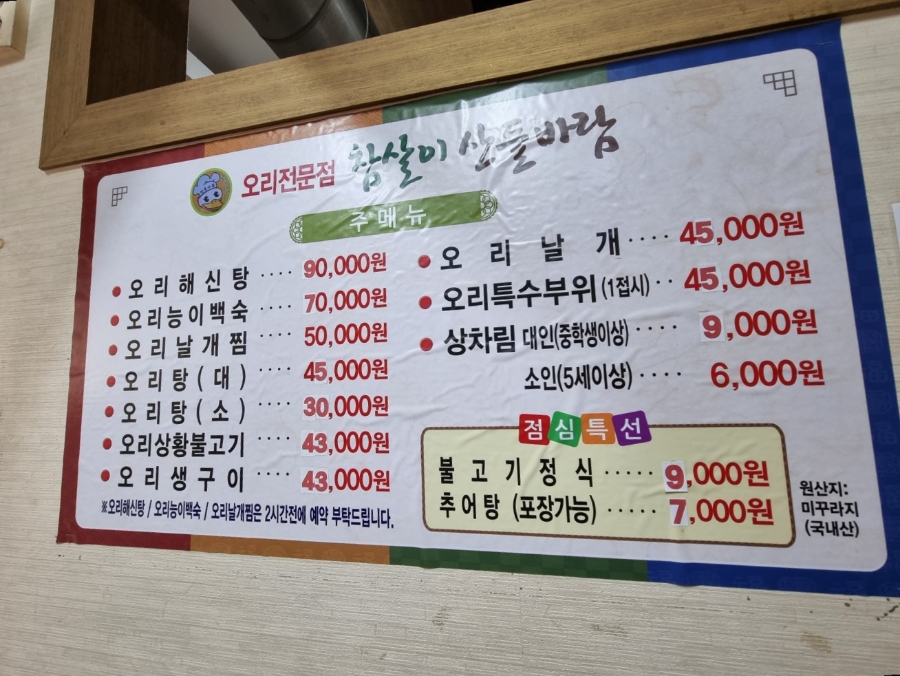 오리전문점 참살이 산들바람
주메뉴
오리해신탕 ···· 90,000원
오리능이백숙 ···· 70,000원
오리날개찜 ···· 50,000원
오리탕(대) ···· 45,000원
오리탕(소) ···· 30,000원
오리상황불고기 ···· 43,000원
오리생구이 ···· 43,000원
※오리해신탕 / 오리능이백숙 / 오리날개찜은 2시간전에 예약 부탁드립니다.
오리날개 ···· 45,000원
오리특수부위(1접시) ·· 45,000원
상차림 대인(중학생이상) ···· 9,000원
소인(5세이상) ···· 6,000원
점심특선
불고기정식 ····· 9,000원
추어탕 (포장가능) ···· 7,000원
원산지:
미꾸라지
(국내산)